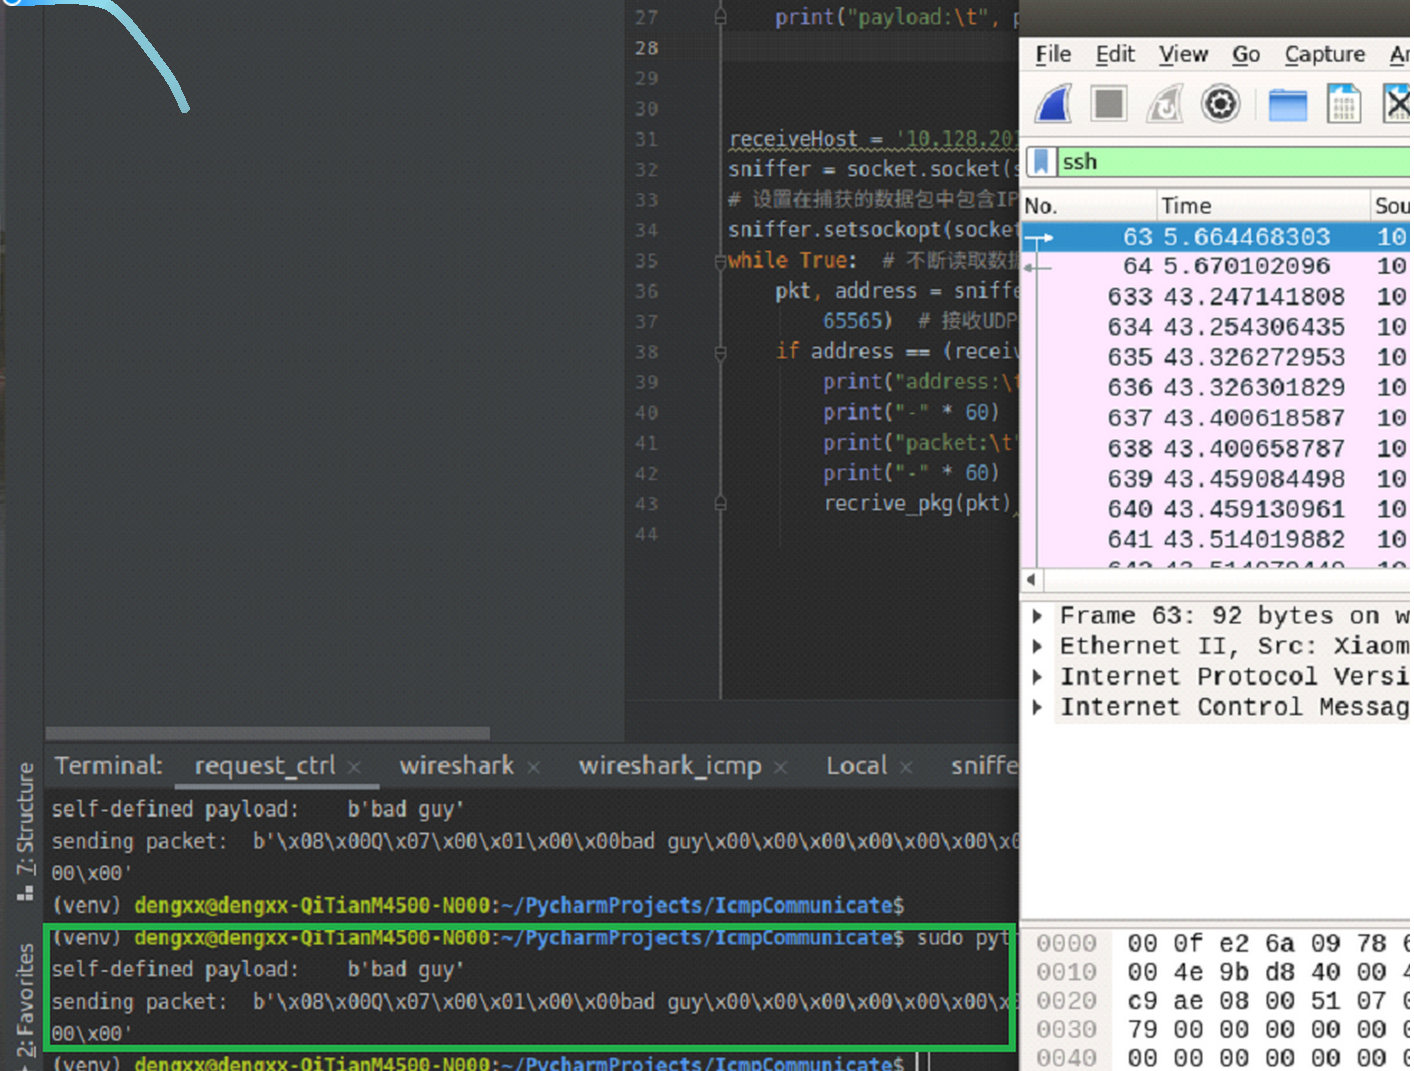 27 print("payload:\t", p
28
29
30
31 receiveHost = '10.128.201
32 sniffer = socket.socket(s
33 # 设置在捕获的数据包中包含IP
34 sniffer.setsockopt(socket
35 while True: # 不断读取数据
36 pkt, address = sniffe
37 65565) # 接收UDP
38 if address == (receiv
39 print("address:\t
40 print("-" * 60)
41 print("packet:\t"
42 print("-" * 60)
43 recrive_pkg(pkt)
44
File Edit View Go Capture An
ssh
No. Time Sou
63 5.664468303 10
64 5.670102096 10
633 43.247141808 10
634 43.254306435 10
635 43.326272953 10
636 43.326301829 10
637 43.400618587 10
638 43.400658787 10
639 43.459084498 10
640 43.459130961 10
641 43.514019882 10
Frame 63: 92 bytes on w
Ethernet II, Src: Xiaom
Internet Protocol Versi
Internet Control Messag
0000 00 0f e2 6a 09 78 6
0010 00 4e 9b d8 40 00 4
0020 c9 ae 08 00 51 07 0
0030 79 00 00 00 00 00 0
0040 00 00 00 00 00 00 0
7: Structure
2: Favorites
Terminal: request_ctrl × wireshark × wireshark_icmp × Local × sniffe
self-defined payload: b'bad guy'
sending packet: b'\x08\x00Q\x07\x00\x01\x00\x00bad guy\x00\x00\x00\x00\x00\x00\x0
00\x00'
(venv) dengxx@dengxx-QiTianM4500-N000:~/PycharmProjects/IcmpCommunicate$
(venv) dengxx@dengxx-QiTianM4500-N000:~/PycharmProjects/IcmpCommunicate$ sudo pyt
self-defined payload: b'bad guy'
sending packet: b'\x08\x00Q\x07\x00\x01\x00\x00bad guy\x00\x00\x00\x00\x00\x00\x
00\x00'
(venv) dengxx@dengxx-QiTianM4500-N000:~/PycharmProjects/IcmpCommunicate$